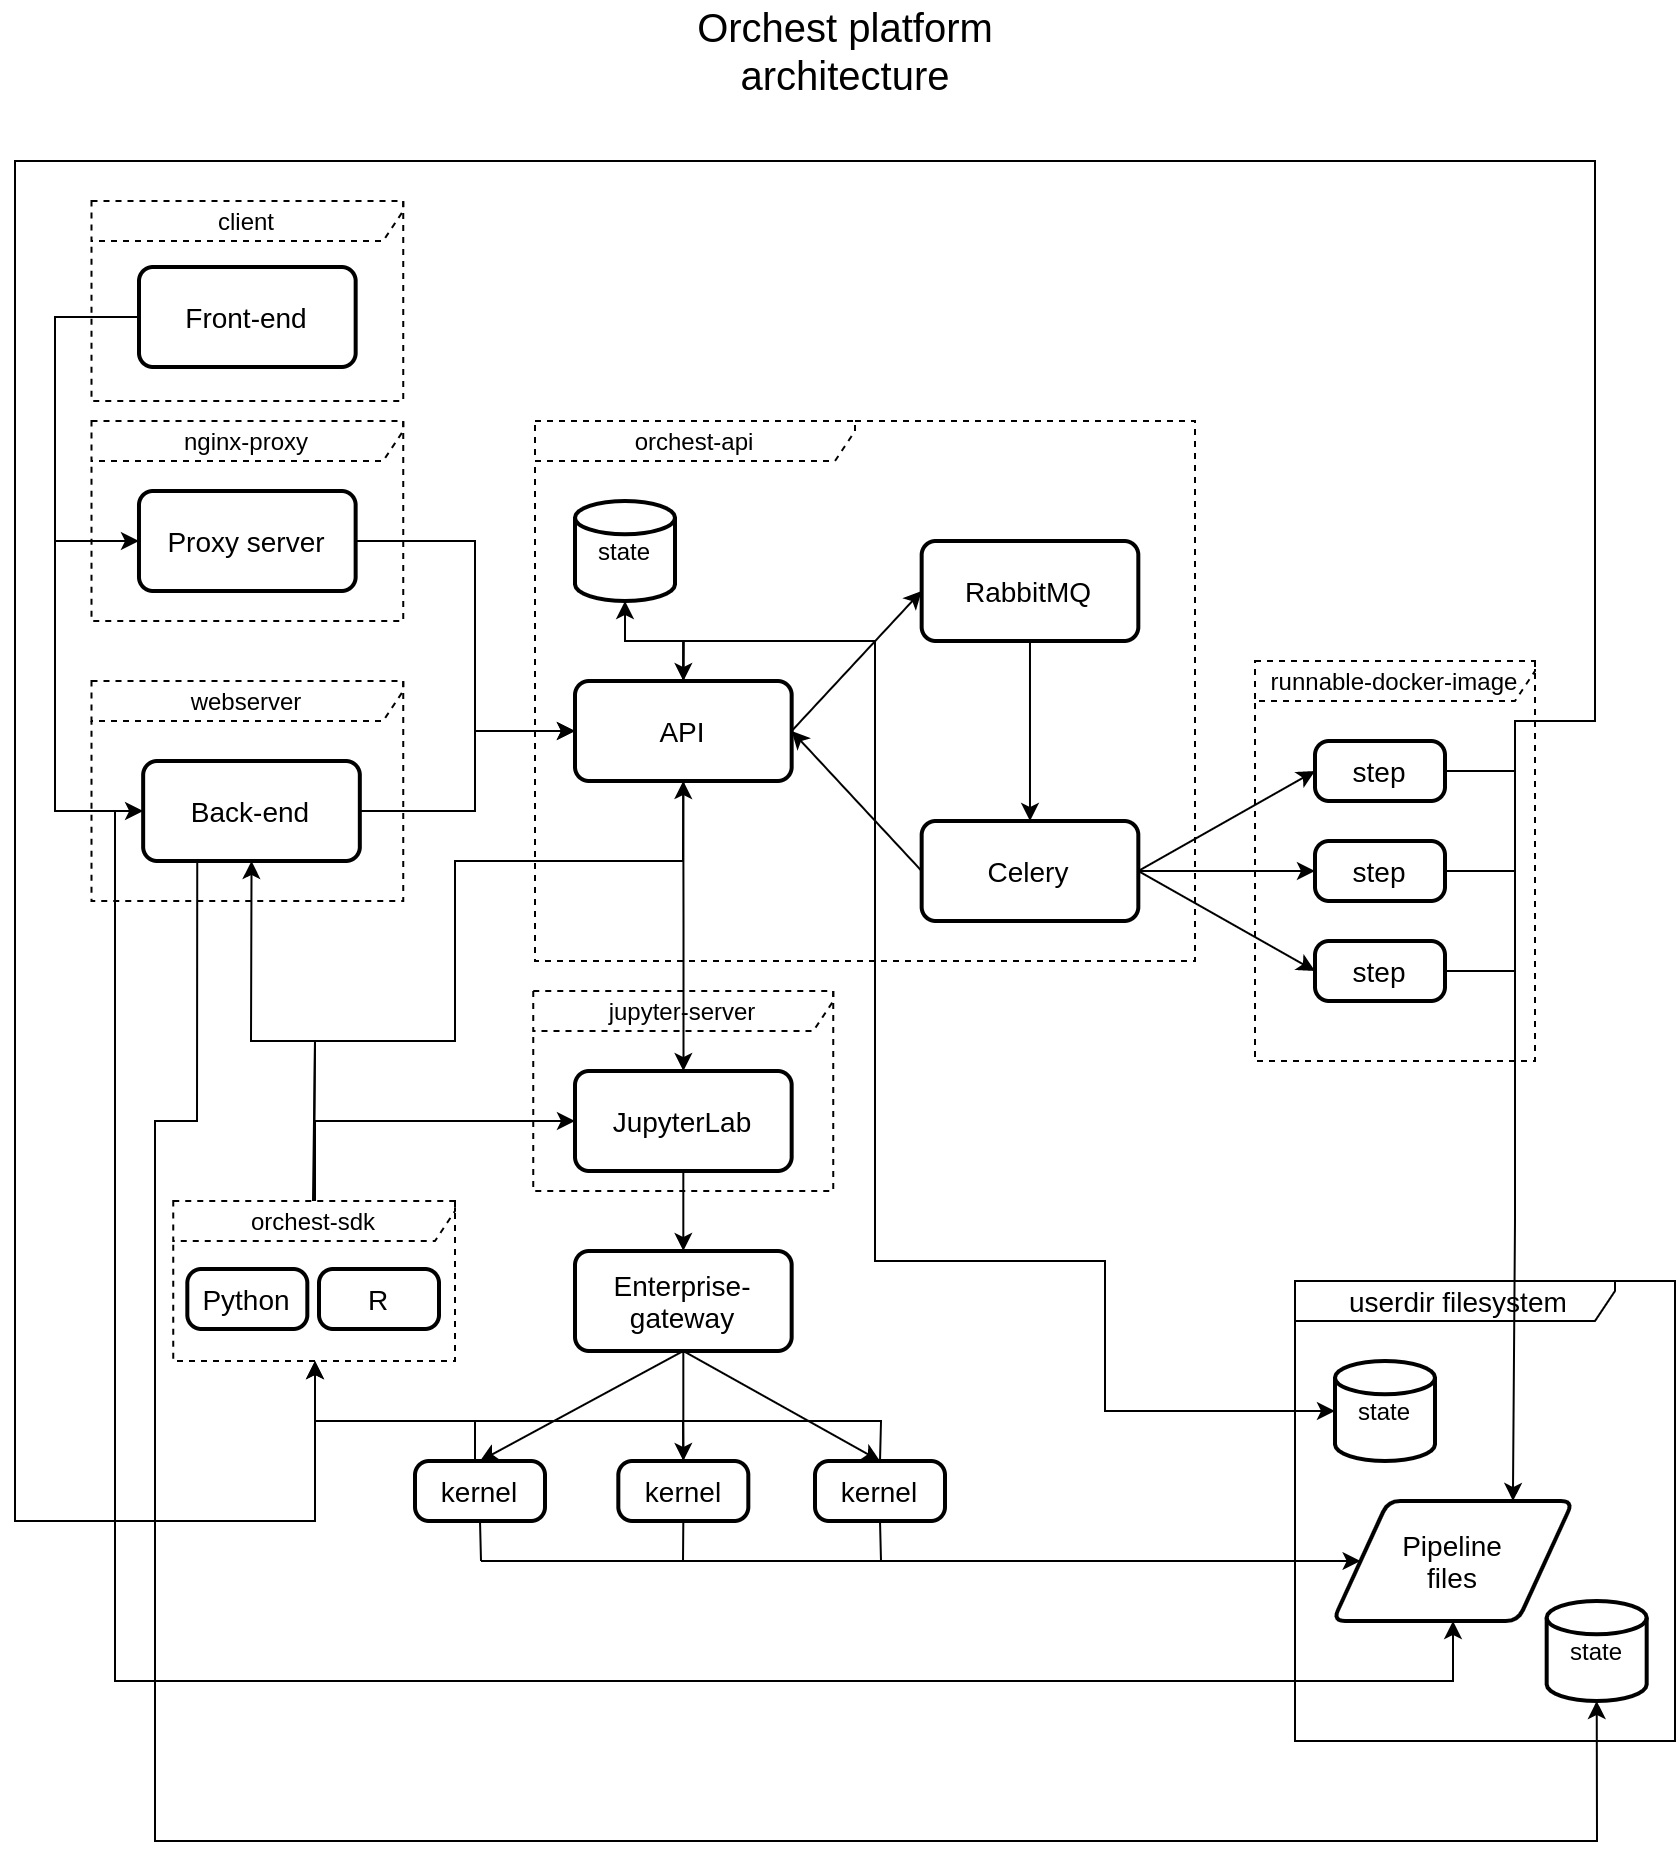 Orchest platform
architecture
client
Front-end
nginx-proxy
Proxy server
webserver
Back-end
orchest-api
state
RabbitMQ
API
Celery
runnable-docker-image
step
step
step
jupyter-server
JupyterLab
orchest-sdk
Python
R
Enterprise-
gateway
kernel
kernel
kernel
userdir filesystem
state
Pipeline
files
state